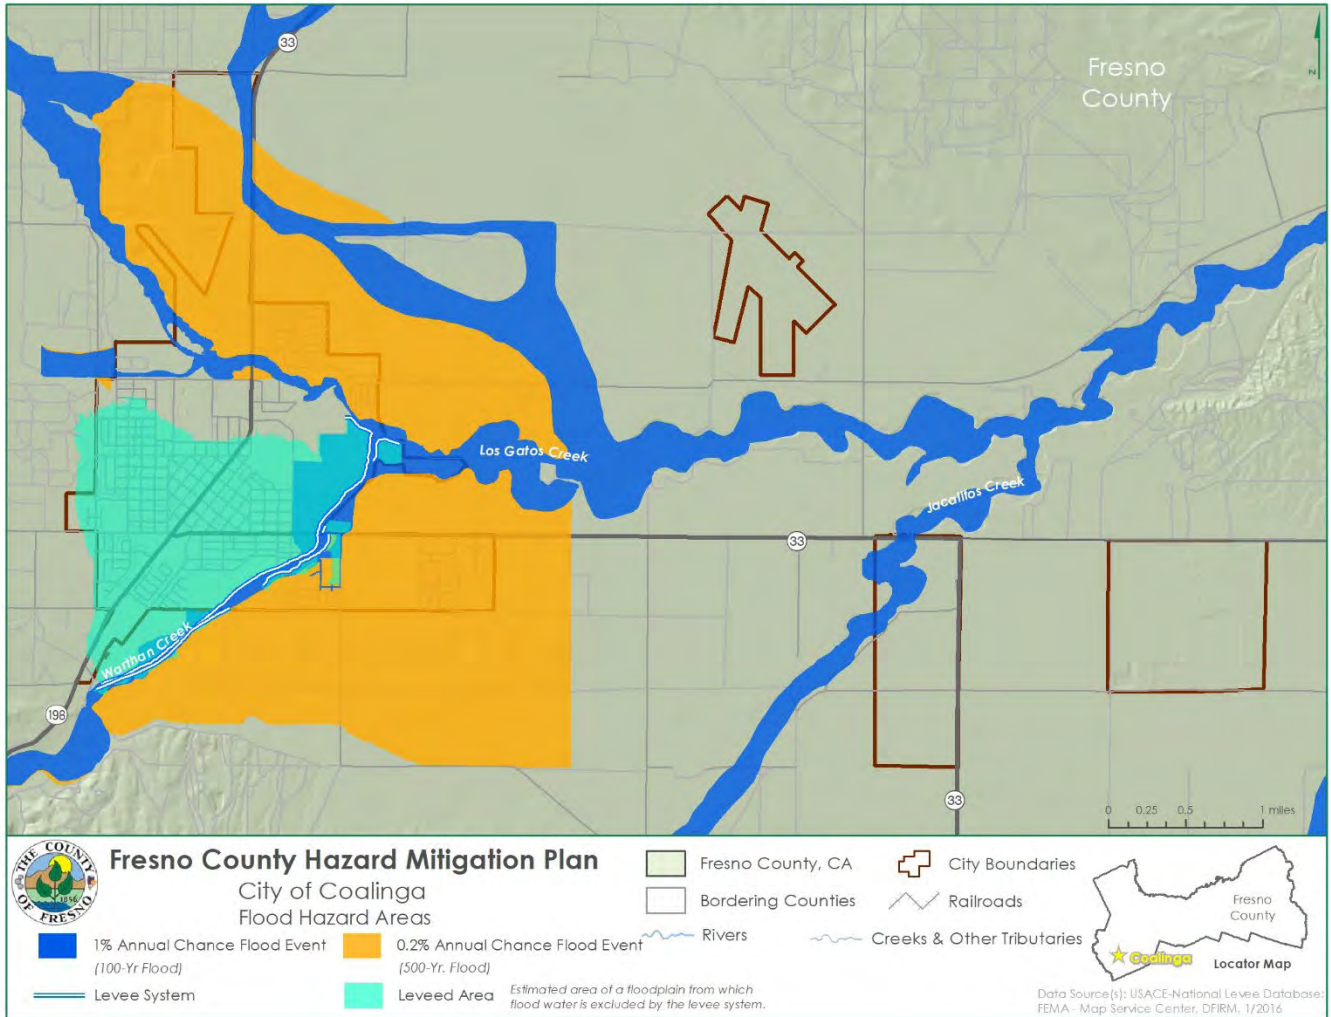 33
Fresno
County
N
Los Gatos Creek
Jacalitos Creek
33
Warthan Creek
198
33
0 0.25 0.5 1 miles
THE COUNTY OF FRESNO
1856
Fresno County Hazard Mitigation Plan
City of Coalinga
Flood Hazard Areas
1% Annual Chance Flood Event
(100-Yr Flood)
0.2% Annual Chance Flood Event
(500-Yr. Flood)
Levee System
Leveed Area
Estimated area of a floodplain from which
flood water is excluded by the levee system.
Fresno County, CA
City Boundaries
Bordering Counties
Railroads
Rivers
Creeks & Other Tributaries
Fresno
County
Coalinga
Locator Map
Data Source(s): USACE-National Levee Database;
FEMA - Map Service Center, DFIRM, 1/2016